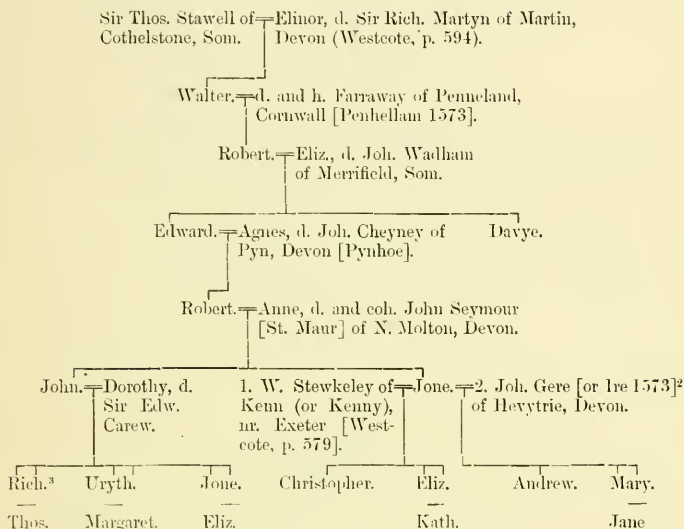 Sir Thos. Stawell of Elinor, d. Sir Rich. Martyn of Martin,
Cothelstone, Som. Devon (Westcote, p. 594).
Walter. d. and h. Farraway of Penneland,
Cornwall [Penhellam 1573].
Robert. Eliz., d. Joh. Wadham
of Merrifield, Som.
Edward. Agnes, d. Joh. Cheyney of Davye.
Pyn, Devon [Pynhoe].
Robert. Anne, d. and coh. John Seymour
[St. Maur] of N. Molton, Devon.
John. Dorothy, d. 1. W. Stewkeley of Jone. 2. Joh. Gere [or Ire 1573]²
Sir Edw. Kenn (or Kenny), of Hevytrie, Devon.
Carew. nr. Exeter [West-
cote, p. 579].
Rich.³ Uryth. Jone. Christopher. Eliz. Andrew. Mary.
Thos. Margaret. Eliz. Kath. Jane